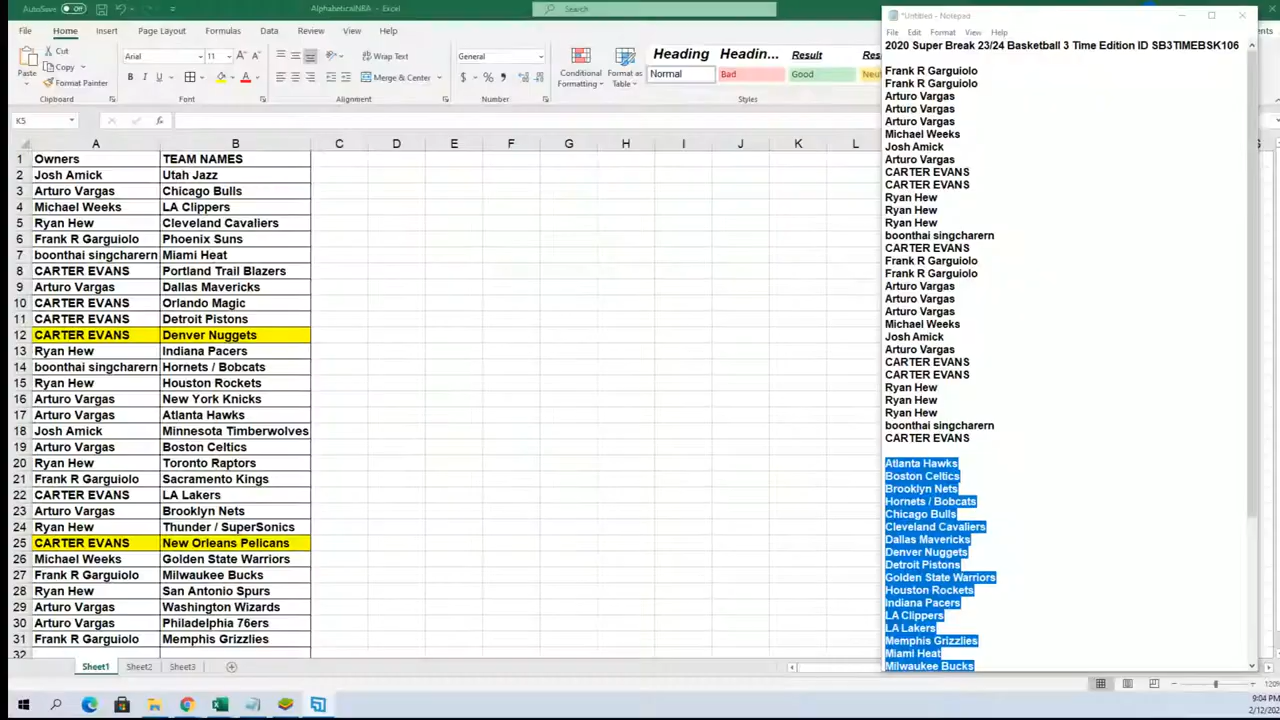 AutoSave Off AlphabeticalNBA - Excel Search
File Home Insert Page Layout Formulas Data Review View Help
Cut
Copy
Format Painter
Paste
Clipboard
Arial
B I U
Font
Merge & Center
Alignment
General
$ % ,
Number
Conditional Formatting
Format as Table
Heading Headin... Result
Normal Bad Good
Styles
K5 fx
A B C D E F G H I J K L
1 Owners TEAM NAMES
2 Josh Amick Utah Jazz
3 Arturo Vargas Chicago Bulls
4 Michael Weeks LA Clippers
5 Ryan Hew Cleveland Cavaliers
6 Frank R Garguiolo Phoenix Suns
7 boonthai singcharern Miami Heat
8 CARTER EVANS Portland Trail Blazers
9 Arturo Vargas Dallas Mavericks
10 CARTER EVANS Orlando Magic
11 CARTER EVANS Detroit Pistons
12 CARTER EVANS Denver Nuggets
13 Ryan Hew Indiana Pacers
14 boonthai singcharern Hornets / Bobcats
15 Ryan Hew Houston Rockets
16 Arturo Vargas New York Knicks
17 Arturo Vargas Atlanta Hawks
18 Josh Amick Minnesota Timberwolves
19 Arturo Vargas Boston Celtics
20 Ryan Hew Toronto Raptors
21 Frank R Garguiolo Sacramento Kings
22 CARTER EVANS LA Lakers
23 Arturo Vargas Brooklyn Nets
24 Ryan Hew Thunder / SuperSonics
25 CARTER EVANS New Orleans Pelicans
26 Michael Weeks Golden State Warriors
27 Frank R Garguiolo Milwaukee Bucks
28 Ryan Hew San Antonio Spurs
29 Arturo Vargas Washington Wizards
30 Arturo Vargas Philadelphia 76ers
31 Frank R Garguiolo Memphis Grizzlies
32
Sheet1 Sheet2 Sheet3
*Untitled - Notepad
File Edit Format View Help
2020 Super Break 23/24 Basketball 3 Time Edition ID SB3TIMEBSK106
Frank R Garguiolo
Frank R Garguiolo
Arturo Vargas
Arturo Vargas
Arturo Vargas
Michael Weeks
Josh Amick
Arturo Vargas
CARTER EVANS
CARTER EVANS
Ryan Hew
Ryan Hew
Ryan Hew
boonthai singcharern
CARTER EVANS
Frank R Garguiolo
Frank R Garguiolo
Arturo Vargas
Arturo Vargas
Arturo Vargas
Michael Weeks
Josh Amick
Arturo Vargas
CARTER EVANS
CARTER EVANS
Ryan Hew
Ryan Hew
Ryan Hew
boonthai singcharern
CARTER EVANS
Atlanta Hawks
Boston Celtics
Brooklyn Nets
Hornets / Bobcats
Chicago Bulls
Cleveland Cavaliers
Dallas Mavericks
Denver Nuggets
Detroit Pistons
Golden State Warriors
Houston Rockets
Indiana Pacers
LA Clippers
LA Lakers
Memphis Grizzlies
Miami Heat
Milwaukee Bucks
9:04 PM